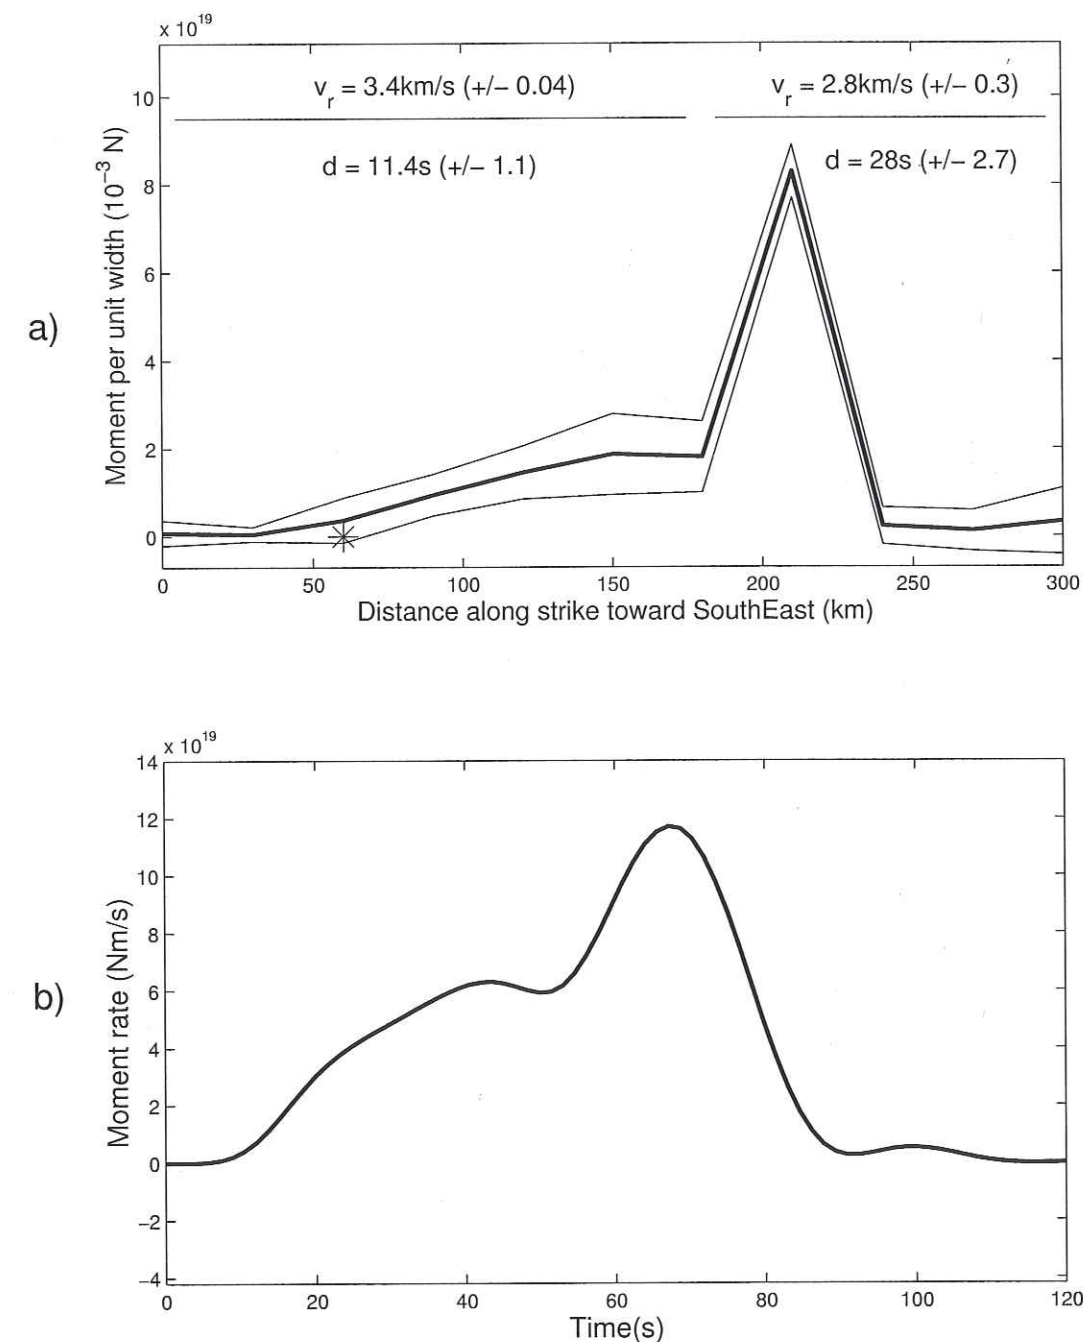 x 10^19
v_r = 3.4km/s (+/− 0.04)
v_r = 2.8km/s (+/− 0.3)
d = 11.4s (+/− 1.1)
d = 28s (+/− 2.7)
10
8
6
4
2
0
Moment per unit width (10^−3 N)
a)
0 50 100 150 200 250 300
Distance along strike toward SouthEast (km)
x 10^19
14
12
10
8
6
4
2
0
−2
−4
Moment rate (Nm/s)
b)
0 20 40 60 80 100 120
Time(s)